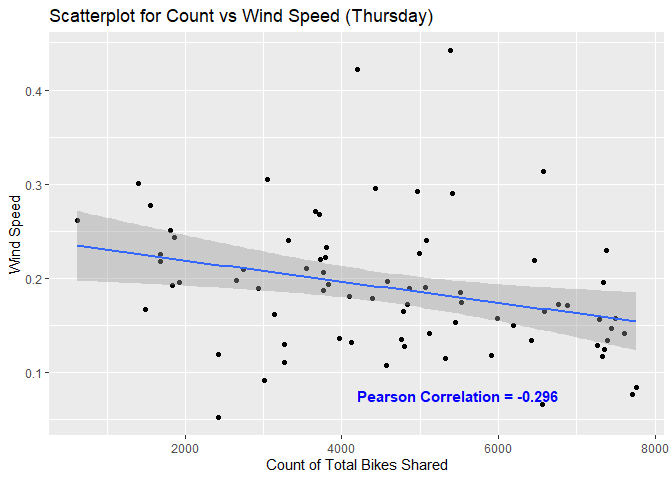 Scatterplot for Count vs Wind Speed (Thursday)
Wind Speed
0.4
0.3
0.2
0.1
Pearson Correlation = -0.296
2000 4000 6000 8000
Count of Total Bikes Shared